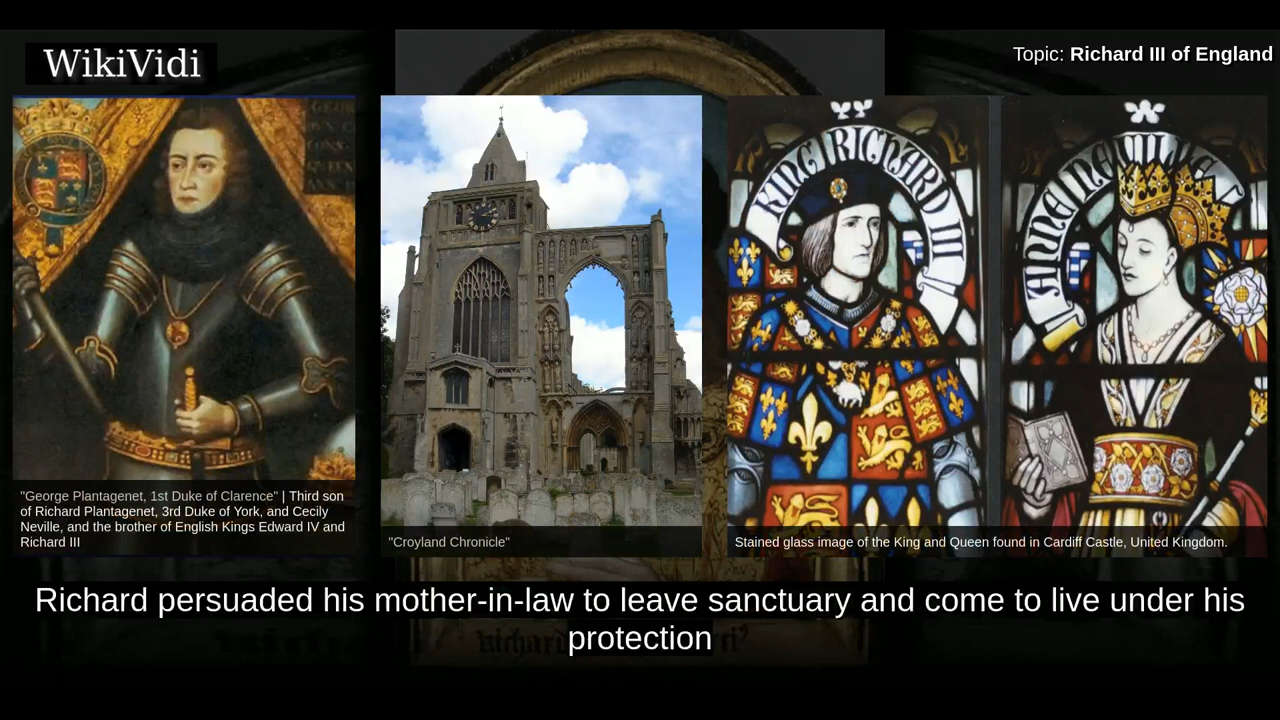 WikiVidi
Topic: Richard III of England
KING RICHARD III
"George Plantagenet, 1st Duke of Clarence" | Third son
of Richard Plantagenet, 3rd Duke of York, and Cecily
Neville, and the brother of English Kings Edward IV and
Richard III
"Croyland Chronicle"
Stained glass image of the King and Queen found in Cardiff Castle, United Kingdom.
Richard persuaded his mother-in-law to leave sanctuary and come to live under his
protection